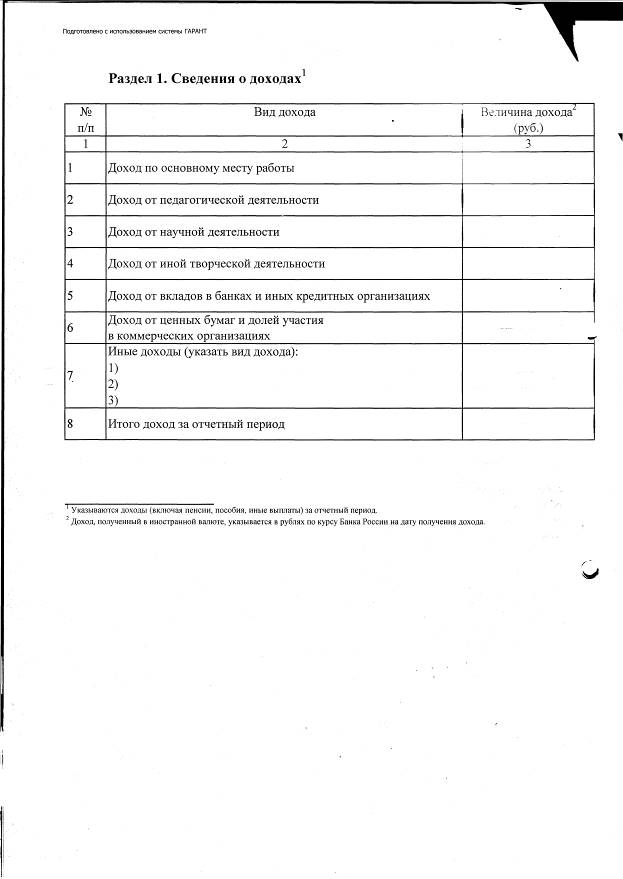 Подготовлено с использованием системы ГАРАНТ
Раздел 1. Сведения о доходах1
№ п/п Вид дохода Величина дохода2 (руб.)
1 2 3
1 Доход по основному месту работы
2 Доход от педагогической деятельности
3 Доход от научной деятельности
4 Доход от иной творческой деятельности
5 Доход от вкладов в банках и иных кредитных организациях
6 Доход от ценных бумаг и долей участия
в коммерческих организациях
7 Иные доходы (указать вид дохода):
1)
2)
3)
8 Итого доход за отчетный период
1 Указываются доходы (включая пенсии, пособия, иные выплаты) за отчетный период.
2 Доход, полученный в иностранной валюте, указывается в рублях по курсу Банка России на дату получения дохода.